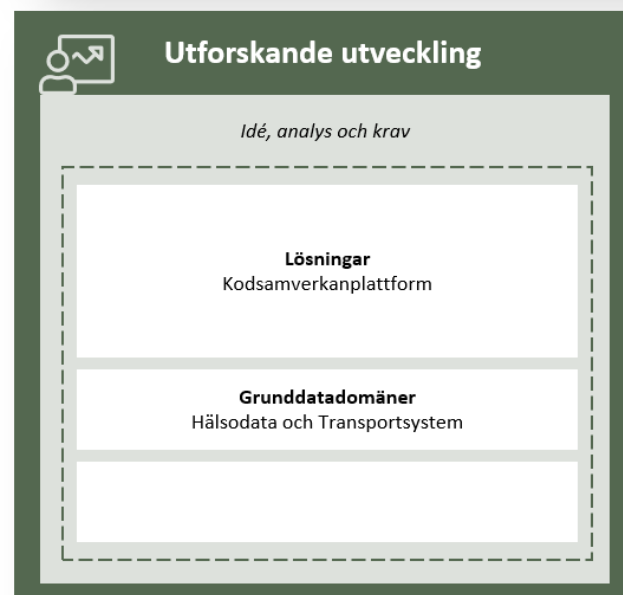 Utforskande utveckling
Idé, analys och krav
Lösningar
Kodsamverkanplattform
Grunddatadomäner
Hälsodata och Transportsystem